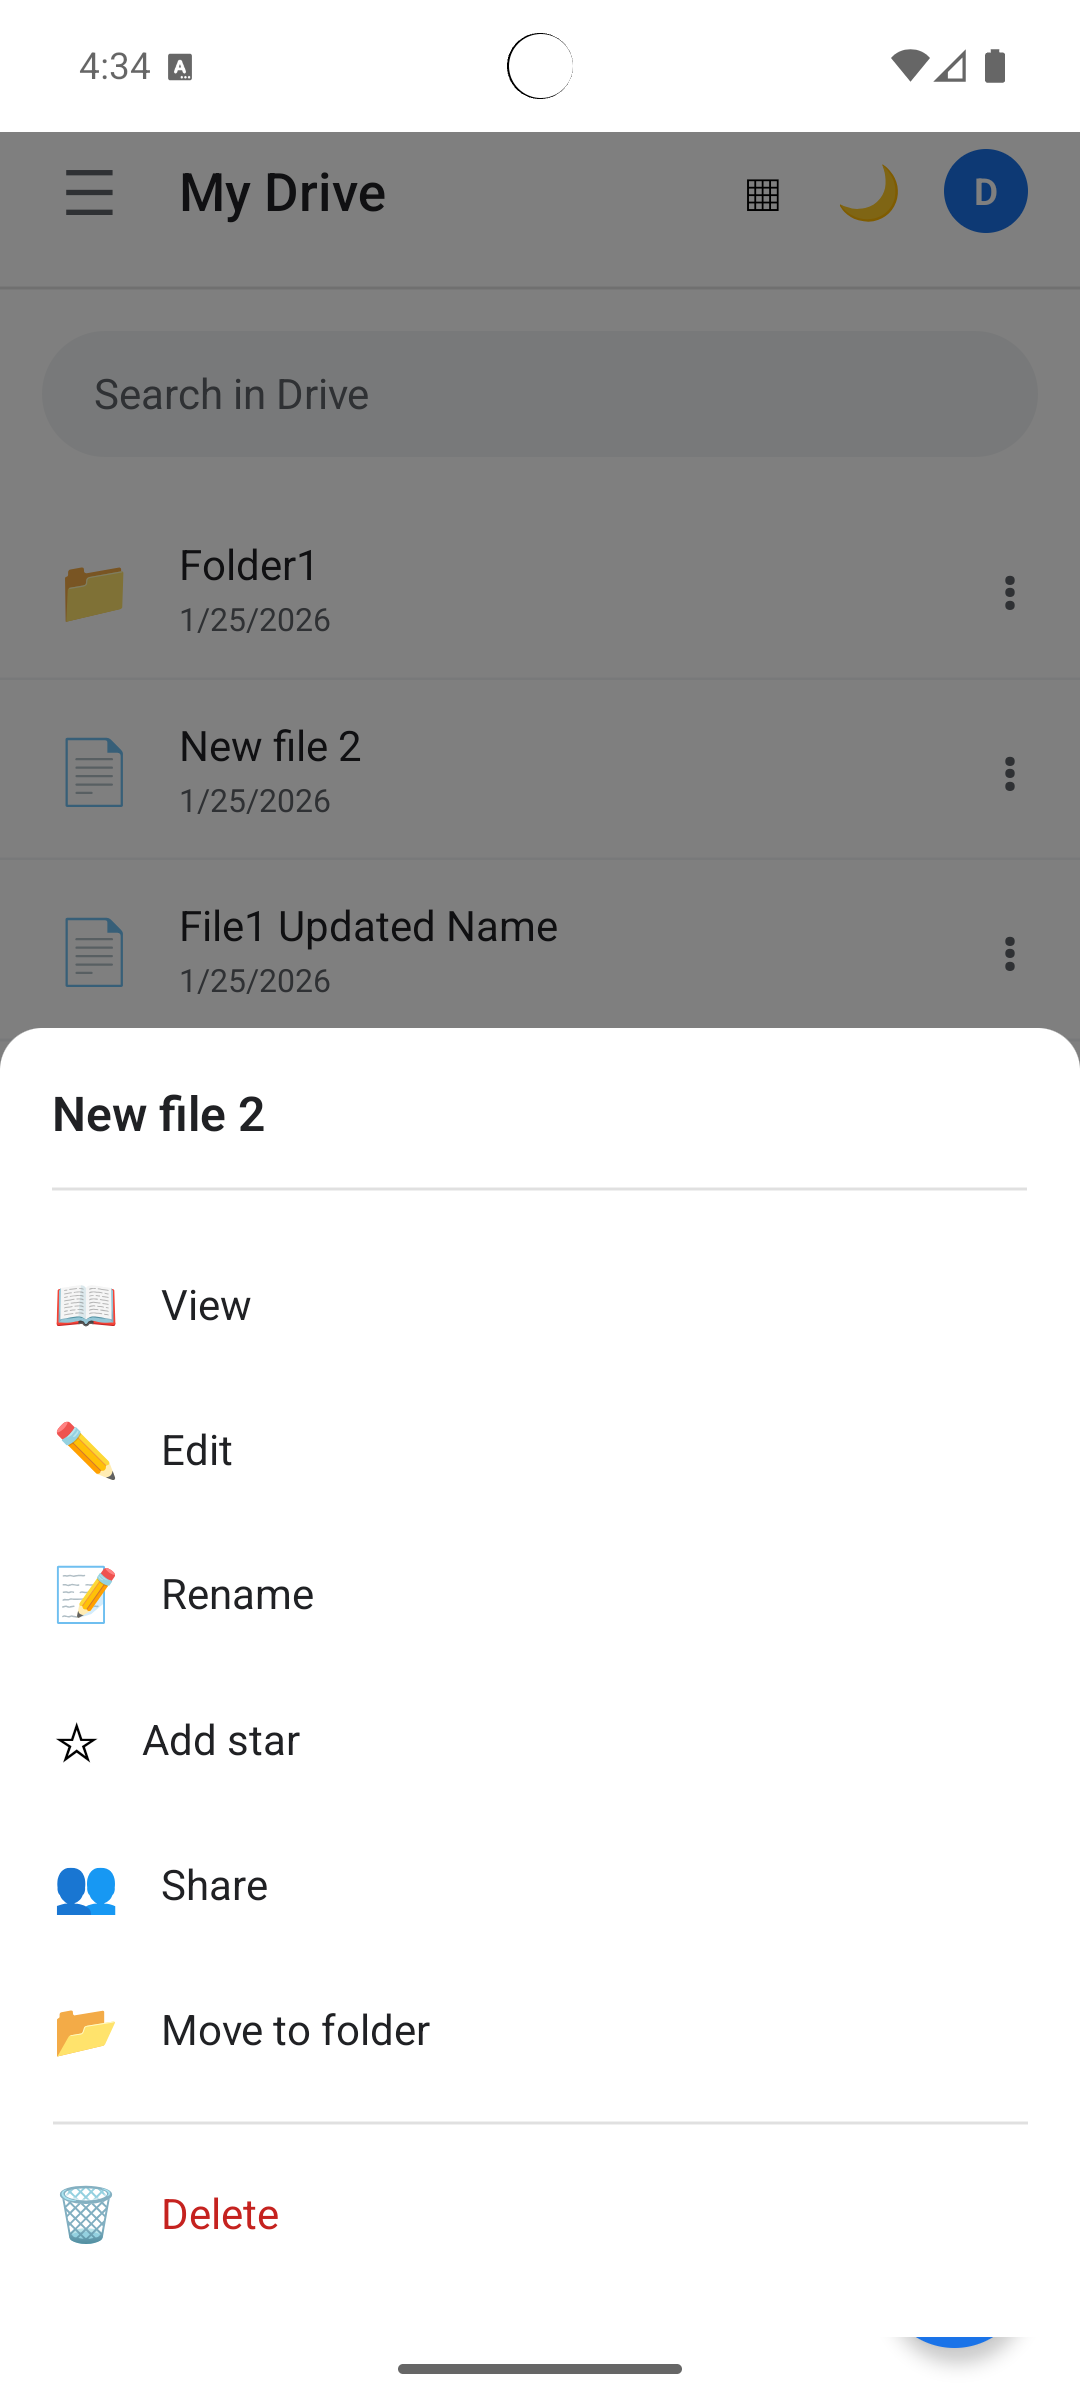 4:34
My Drive
D
Search in Drive
Folder1
1/25/2026
New file 2
1/25/2026
File1 Updated Name
1/25/2026
New file 2
View
Edit
Rename
Add star
Share
Move to folder
Delete